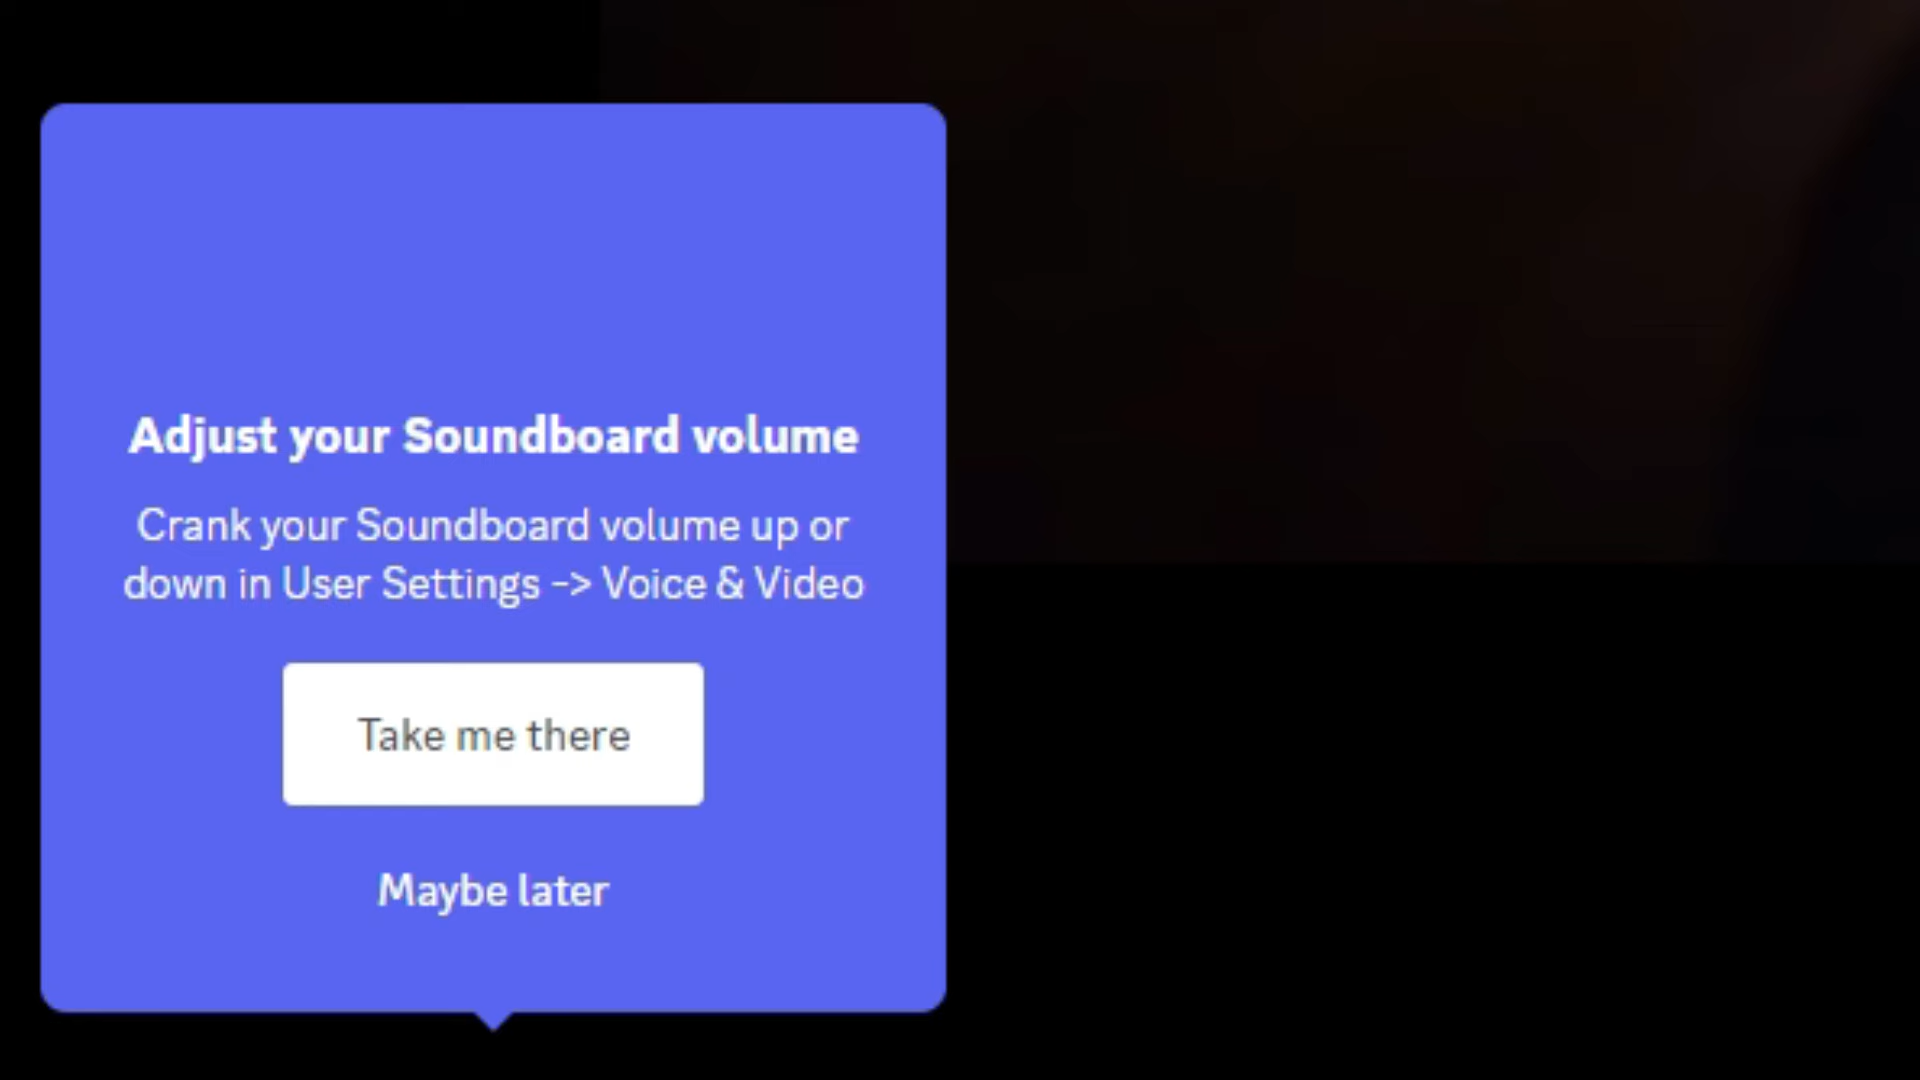 Adjust your Soundboard volume
Crank your Soundboard volume up or
down in User Settings -> Voice & Video
Take me there
Maybe later